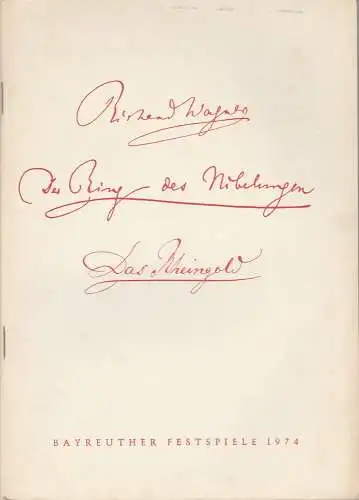 Richard Wagner
Der Ring des Nibelungen
Das Rheingold
BAYREUTHER FESTSPIELE 1974